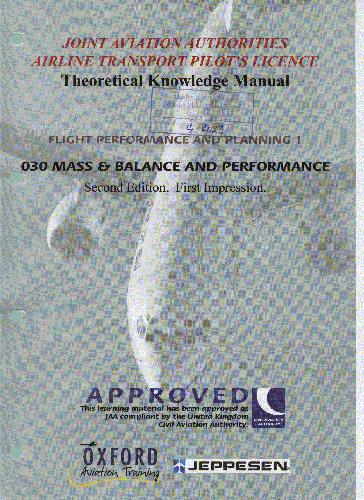 JOINT AVIATION AUTHORITIES
AIRLINE TRANSPORT PILOT'S LICENCE
Theoretical Knowledge Manual
FLIGHT PERFORMANCE AND PLANNING 1
030 MASS & BALANCE AND PERFORMANCE
Second Edition. First Impression.
APPROVED
This learning material has been approved as
JAA compliant by the United Kingdom
Civil Aviation Authority.
OXFORD
Aviation Training
JEPPESEN